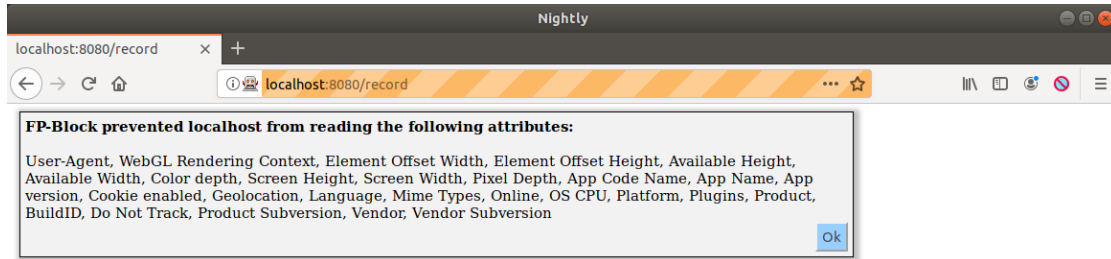 Nightly
localhost:8080/record
localhost:8080/record
FP-Block prevented localhost from reading the following attributes:
User-Agent, WebGL Rendering Context, Element Offset Width, Element Offset Height, Available Height,
Available Width, Color depth, Screen Height, Screen Width, Pixel Depth, App Code Name, App Name, App
version, Cookie enabled, Geolocation, Language, Mime Types, Online, OS CPU, Platform, Plugins, Product,
BuildID, Do Not Track, Product Subversion, Vendor, Vendor Subversion
Ok